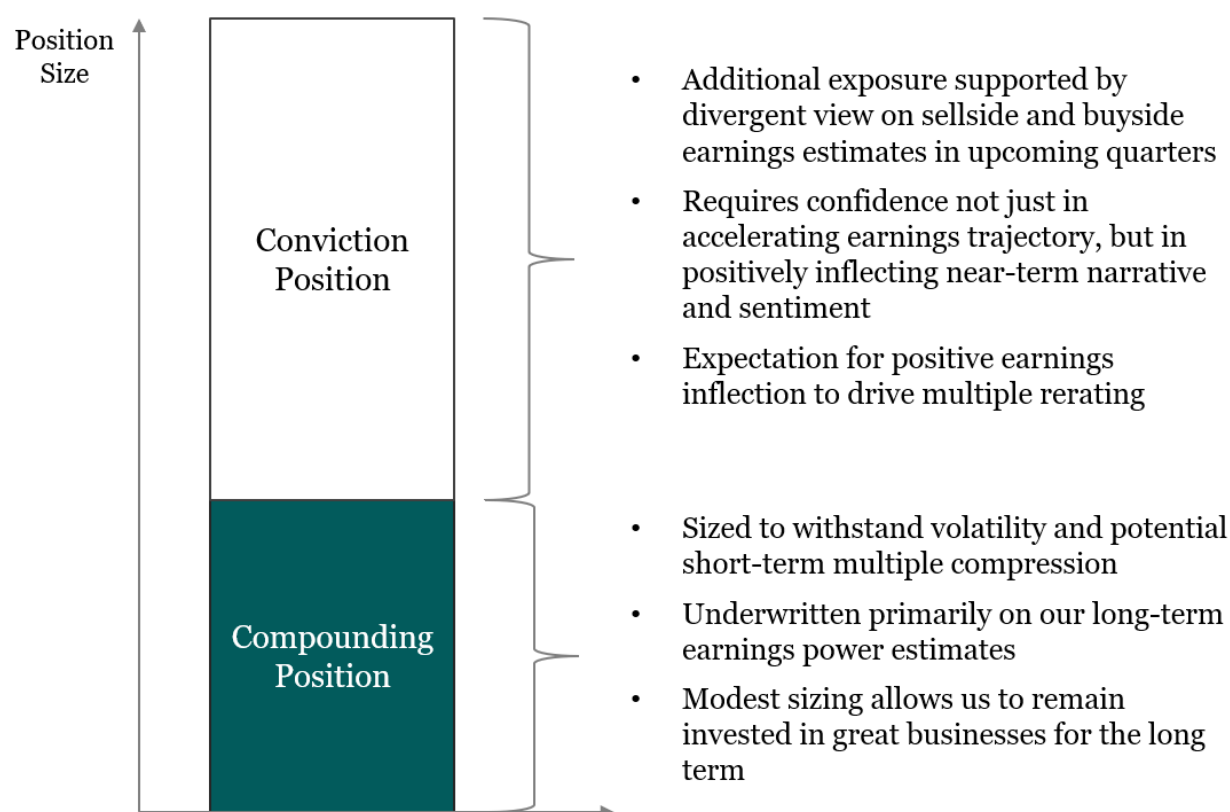 Position
Size
Conviction
Position
• Additional exposure supported by
divergent view on sellside and buyside
earnings estimates in upcoming quarters
• Requires confidence not just in
accelerating earnings trajectory, but in
positively inflecting near-term narrative
and sentiment
• Expectation for positive earnings
inflection to drive multiple rerating
Compounding
Position
• Sized to withstand volatility and potential
short-term multiple compression
• Underwritten primarily on our long-term
earnings power estimates
• Modest sizing allows us to remain
invested in great businesses for the long
term